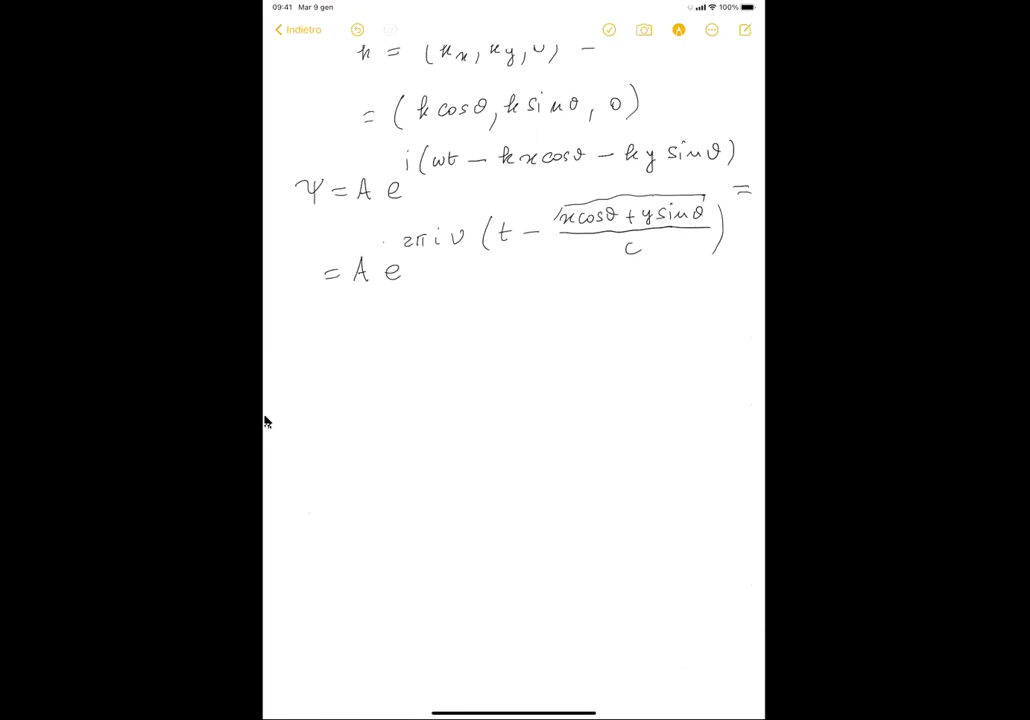 09:41 Mar 9 gen 100%
Indietro
k = (kx, ky, 0) =
= (k cosθ, k sinθ, 0)
Ψ = A e^{i(ωt − kx cosθ − ky sinθ)} =
= A e^{2πiν (t − (x cosθ + y sinθ)/c)}